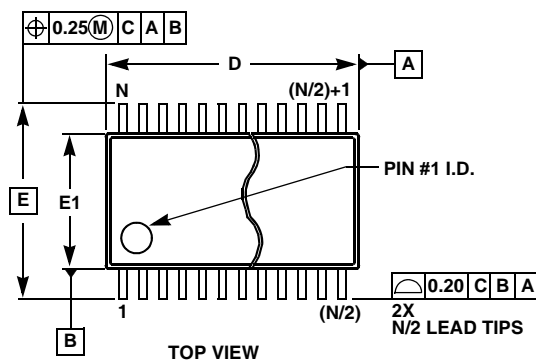 ⌖ 0.25 Ⓜ C A B
D
A
N
(N/2)+1
PIN #1 I.D.
E
E1
⌓ 0.20 C B A
2X
N/2 LEAD TIPS
1
(N/2)
B
TOP VIEW